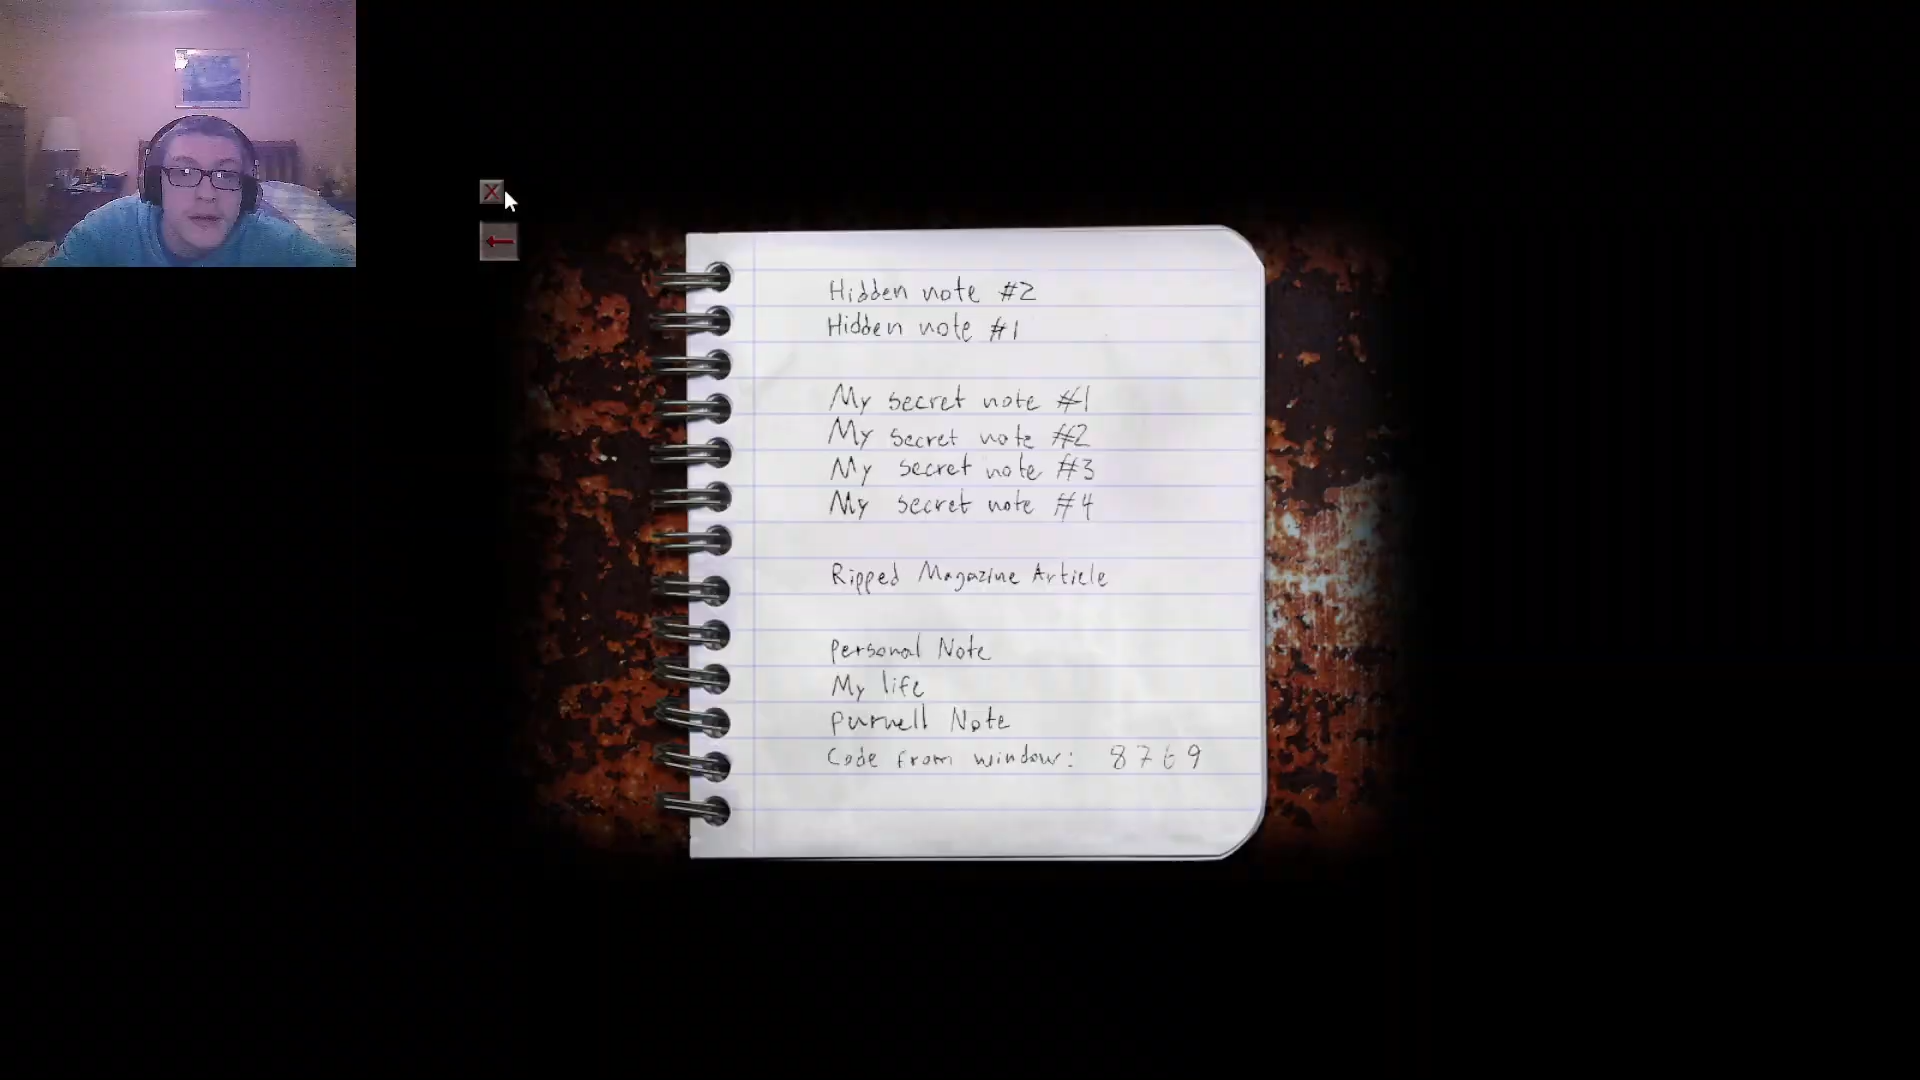 Hidden note #2
Hidden note #1
My secret note #1
My secret note #2
My secret note #3
My secret note #4
Ripped Magazine Article
Personal Note
My life
Purnell Note
Code from window: 8769